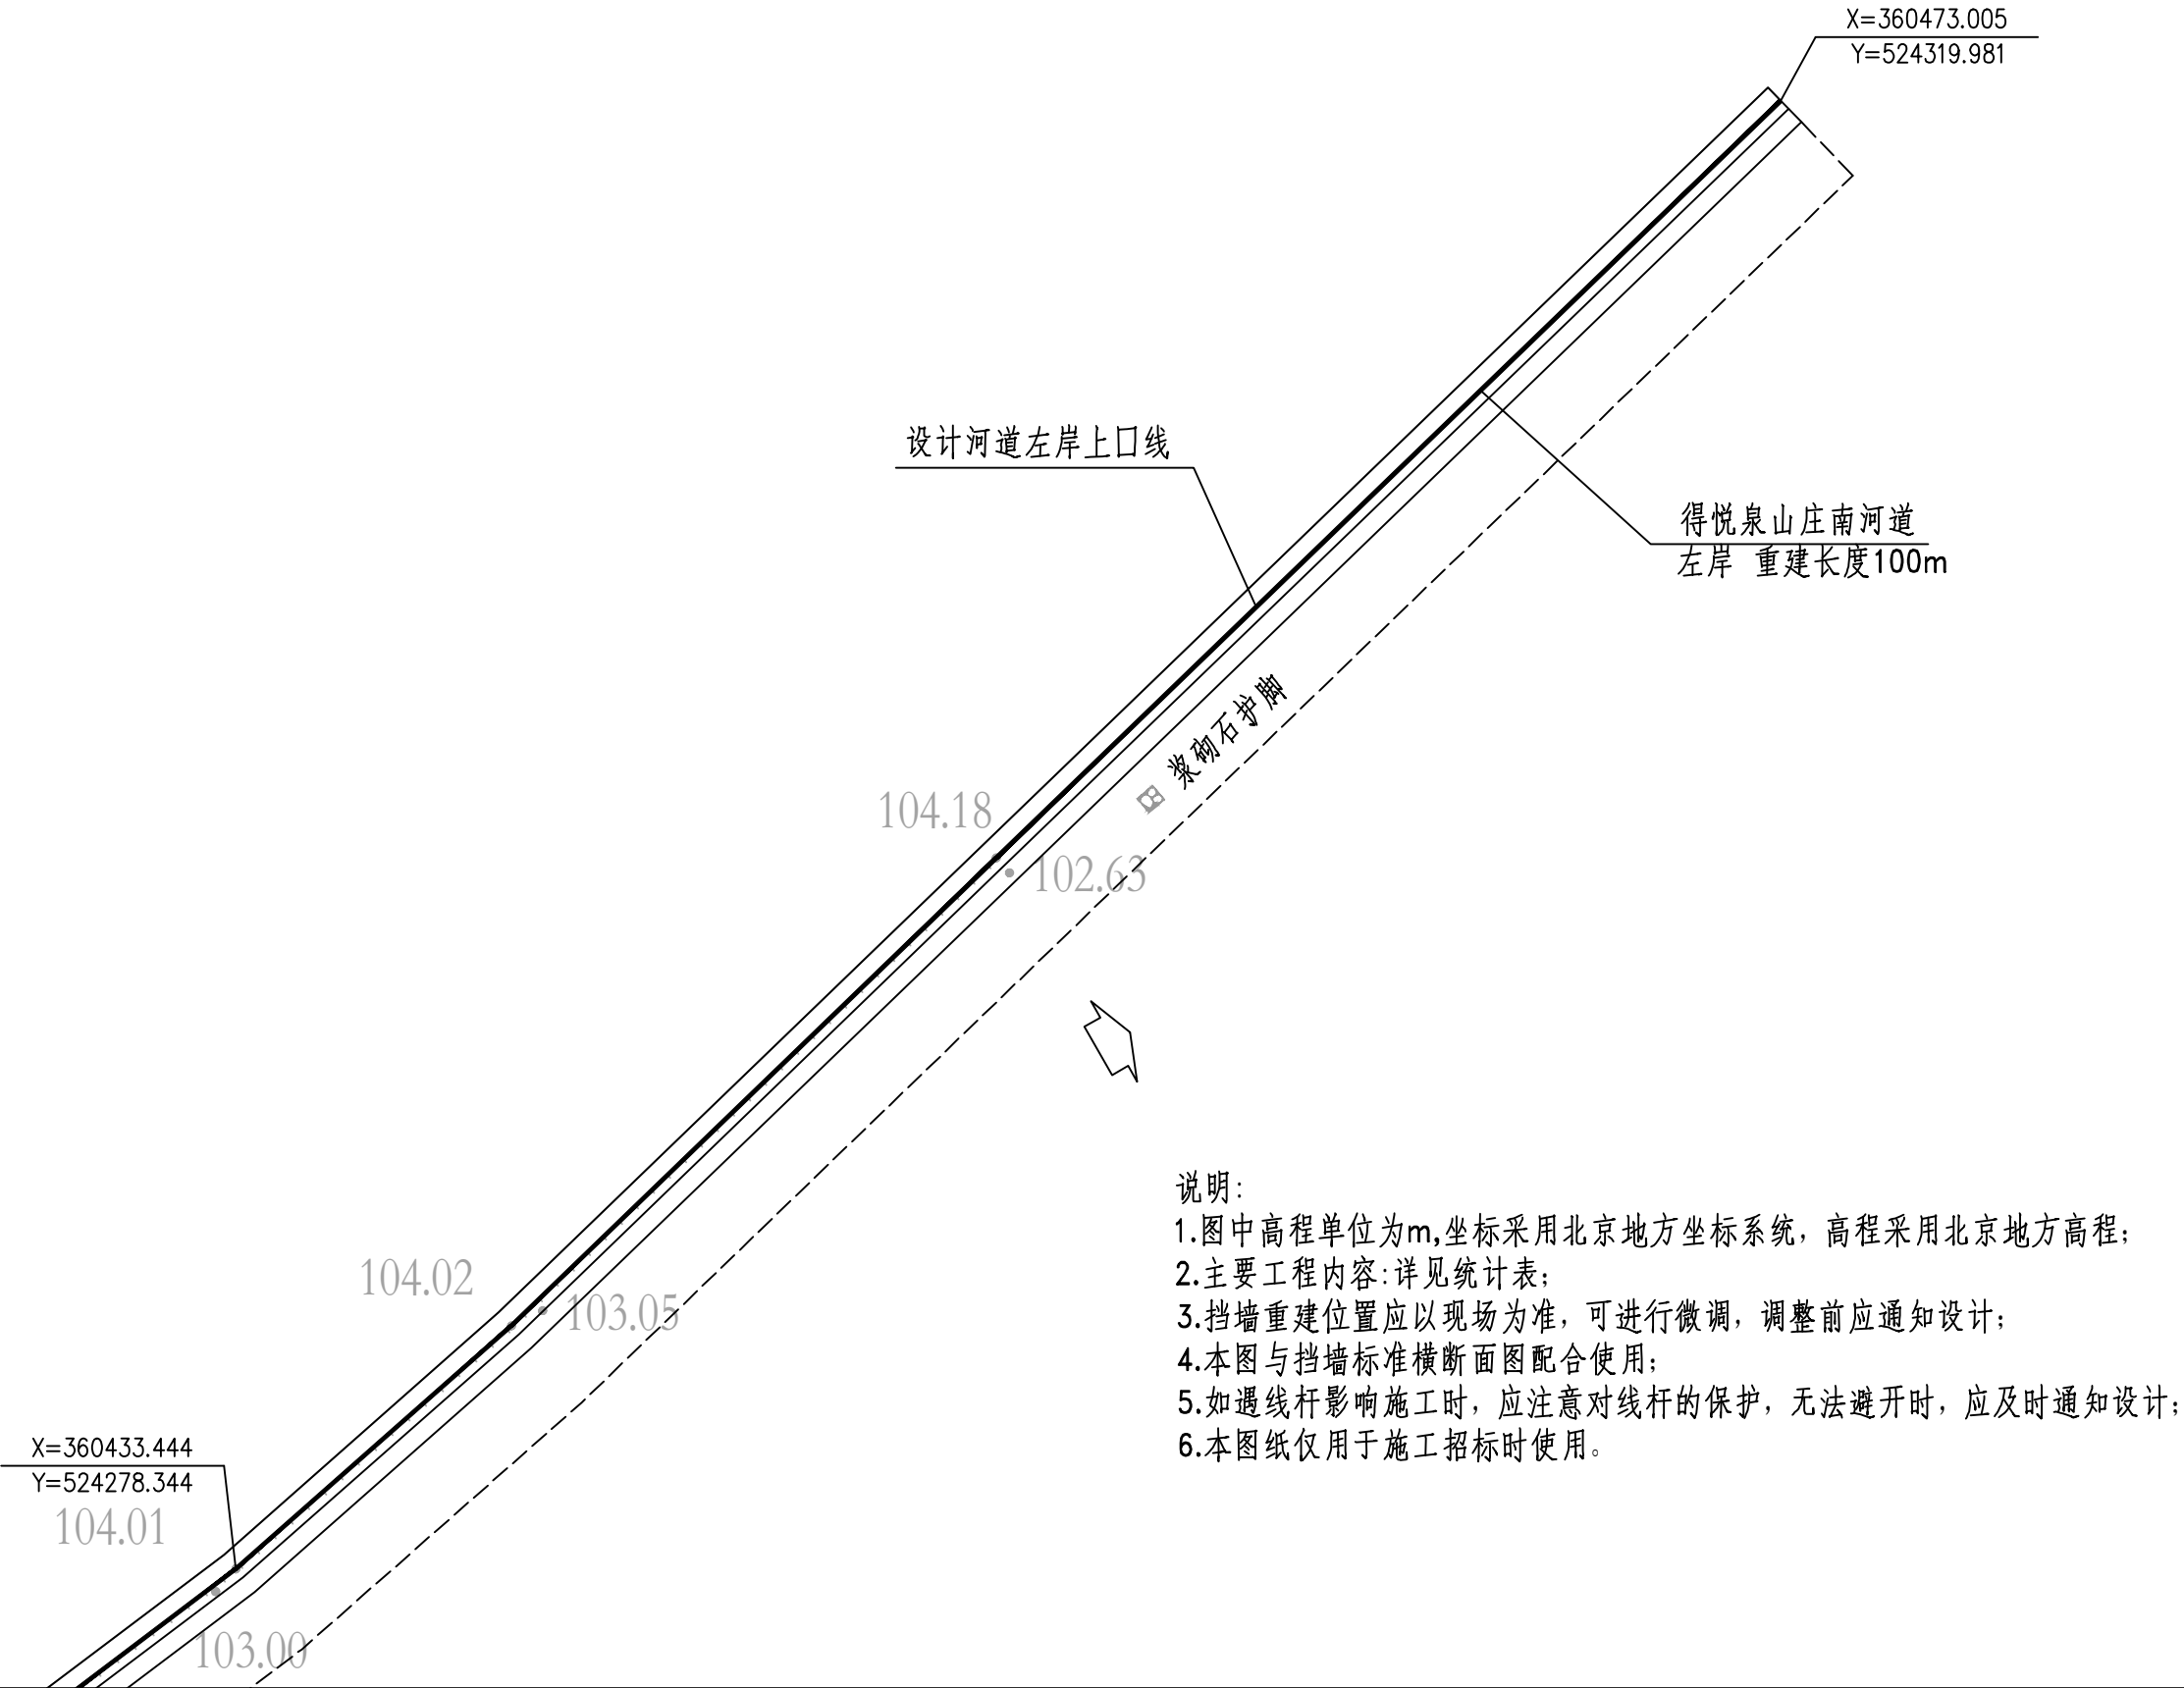 X=360473.005
Y=524319.981
设计河道左岸上口线
得悦泉山庄南河道
左岸 重建长度100m
浆砌石护脚
104.18
102.63
104.02
103.05
说明:
1.图中高程单位为m,坐标采用北京地方坐标系统，高程采用北京地方高程；
2.主要工程内容:详见统计表；
3.挡墙重建位置应以现场为准，可进行微调，调整前应通知设计；
4.本图与挡墙标准横断面图配合使用；
5.如遇线杆影响施工时，应注意对线杆的保护，无法避开时，应及时通知设计；
6.本图纸仅用于施工招标时使用。
X=360433.444
Y=524278.344
104.01
103.00